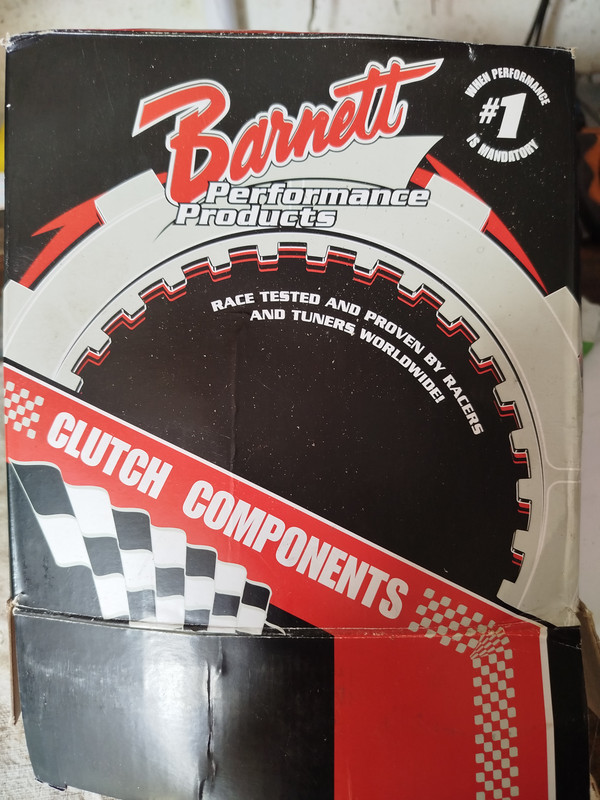 Barnett
Performance
Products
WHEN PERFORMANCE
#1
IS MANDATORY
RACE TESTED AND PROVEN BY RACERS
AND TUNERS, WORLDWIDE!
CLUTCH COMPONENTS